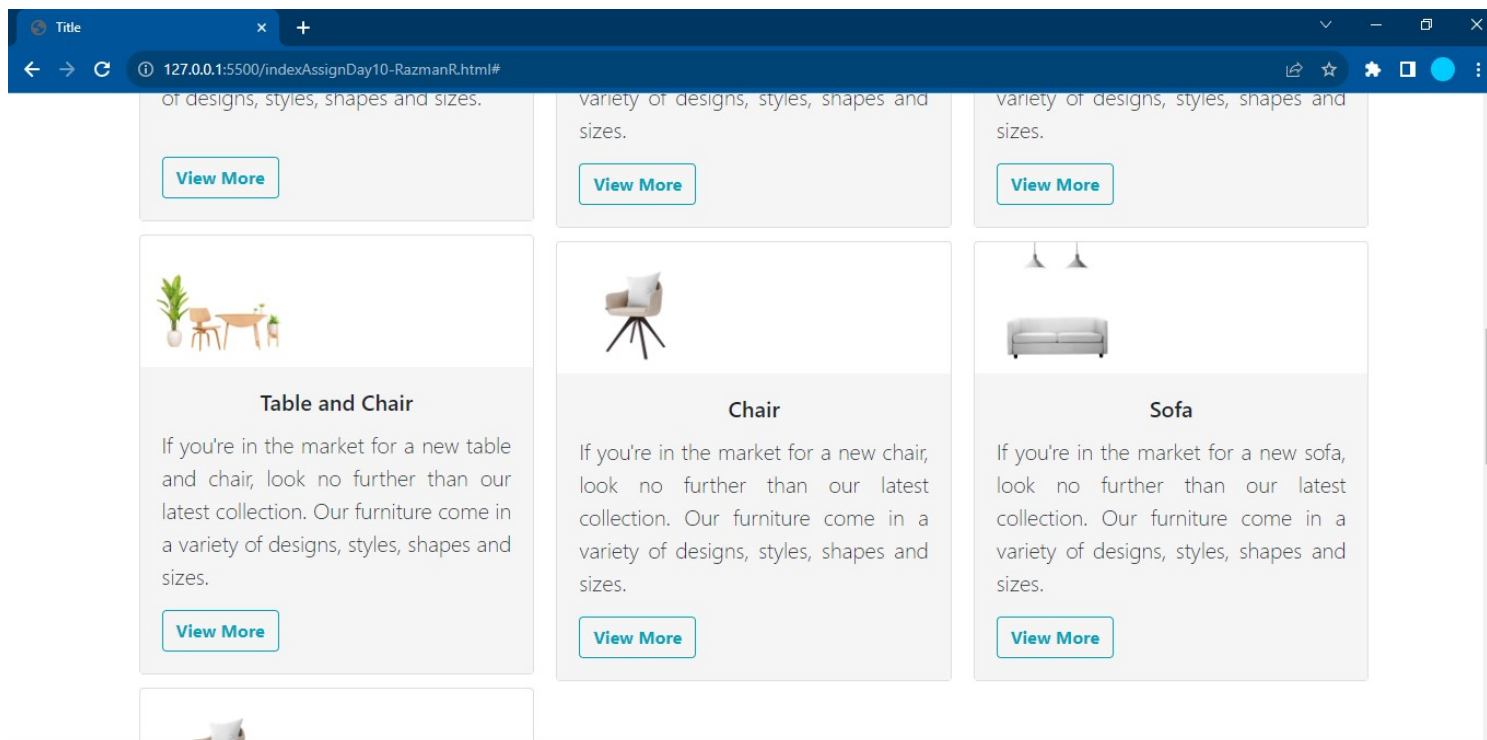 Title
127.0.0.1:5500/indexAssignDay10-RazmanR.html#
of designs, styles, shapes and sizes.
View More
variety of designs, styles, shapes and
sizes.
View More
variety of designs, styles, shapes and
sizes.
View More
Table and Chair
If you're in the market for a new table
and chair, look no further than our
latest collection. Our furniture come in
a variety of designs, styles, shapes and
sizes.
View More
Chair
If you're in the market for a new chair,
look no further than our latest
collection. Our furniture come in a
variety of designs, styles, shapes and
sizes.
View More
Sofa
If you're in the market for a new sofa,
look no further than our latest
collection. Our furniture come in a
variety of designs, styles, shapes and
sizes.
View More